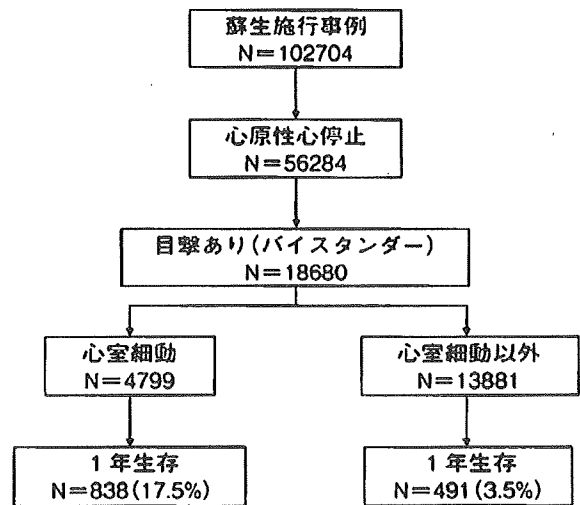 蘇生施行事例
N＝102704
心原性心停止
N＝56284
目撃あり(バイスタンダー)
N＝18680
心室細動
N＝4799
心室細動以外
N＝13881
1年生存
N＝838(17.5%)
1年生存
N＝491(3.5%)